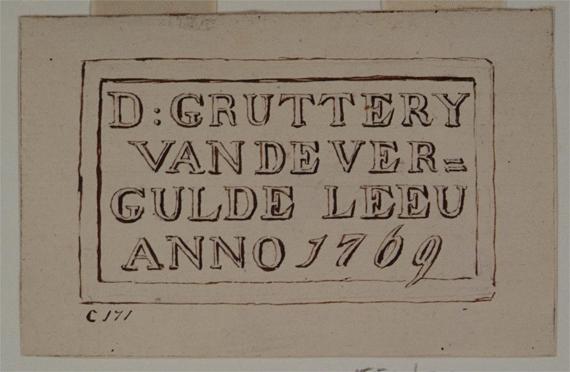 D: GRUTTERY
VAN DE VER=
GULDE LEEU
ANNO 1769
C 171